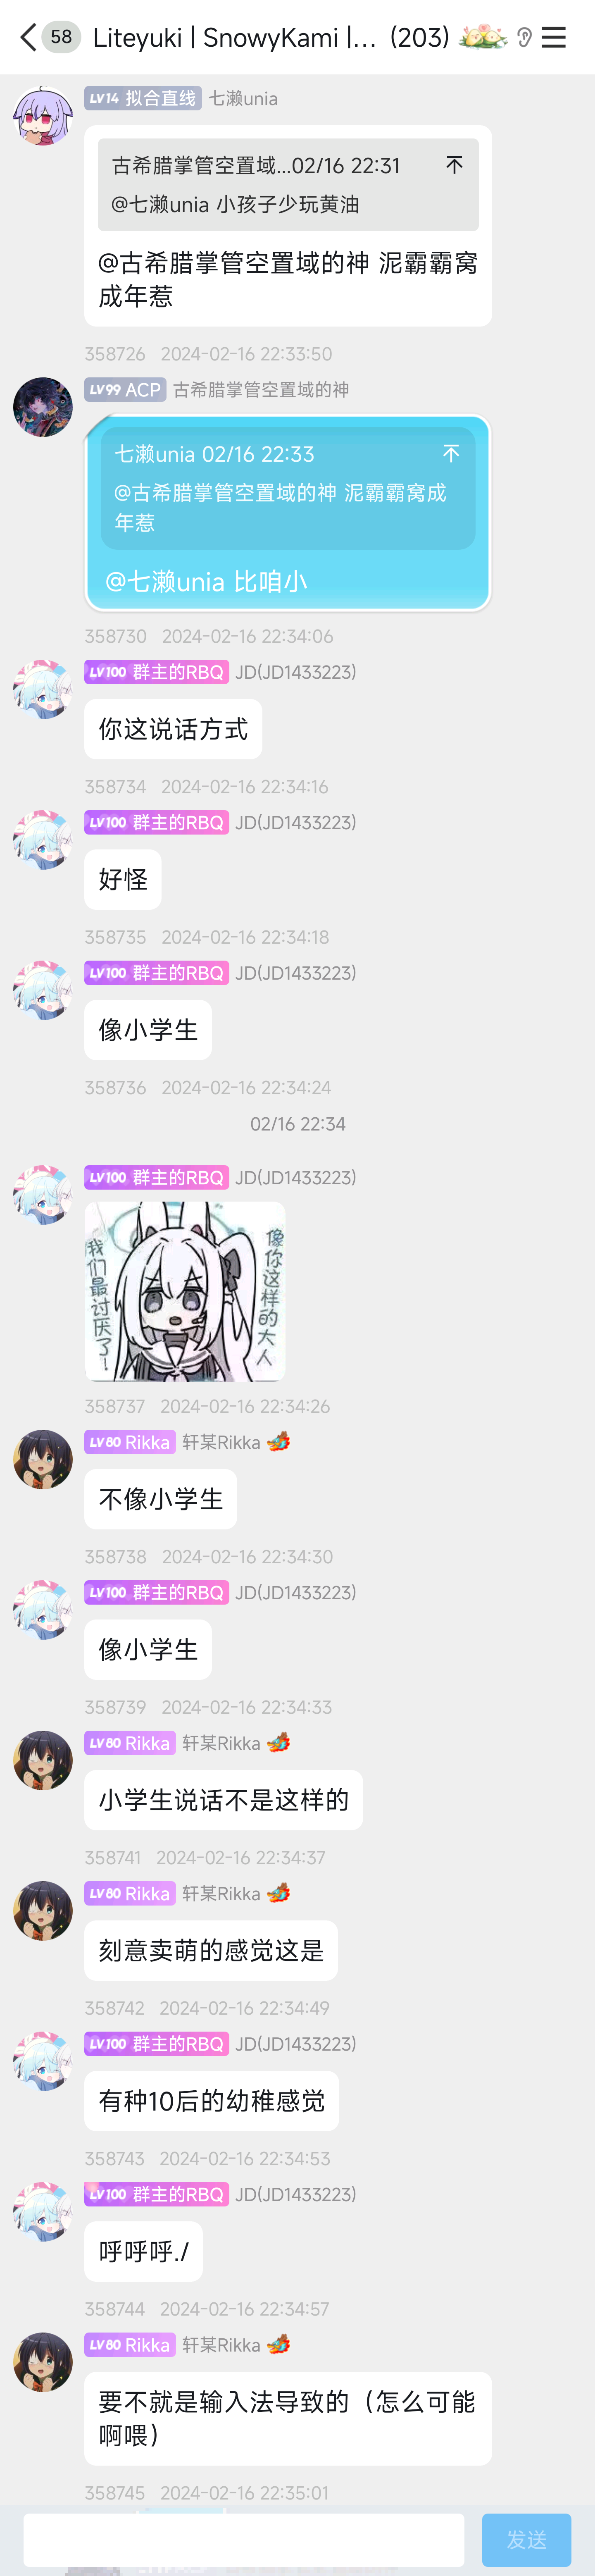 58 Liteyuki | SnowyKami |... (203)
LV14 拟合直线 七濑unia
古希腊掌管空置域...02/16 22:31
@七濑unia 小孩子少玩黄油
@古希腊掌管空置域的神 泥霸霸窝
成年惹
358726 2024-02-16 22:33:50
LV99 ACP 古希腊掌管空置域的神
七濑unia 02/16 22:33
@古希腊掌管空置域的神 泥霸霸窝成
年惹
@七濑unia 比咱小
358730 2024-02-16 22:34:06
LV100 群主的RBQ JD(JD1433223)
你这说话方式
358734 2024-02-16 22:34:16
LV100 群主的RBQ JD(JD1433223)
好怪
358735 2024-02-16 22:34:18
LV100 群主的RBQ JD(JD1433223)
像小学生
358736 2024-02-16 22:34:24
02/16 22:34
LV100 群主的RBQ JD(JD1433223)
像你这样的大人
我们最讨厌了!
358737 2024-02-16 22:34:26
LV80 Rikka 轩某Rikka
不像小学生
358738 2024-02-16 22:34:30
LV100 群主的RBQ JD(JD1433223)
像小学生
358739 2024-02-16 22:34:33
LV80 Rikka 轩某Rikka
小学生说话不是这样的
358741 2024-02-16 22:34:37
LV80 Rikka 轩某Rikka
刻意卖萌的感觉这是
358742 2024-02-16 22:34:49
LV100 群主的RBQ JD(JD1433223)
有种10后的幼稚感觉
358743 2024-02-16 22:34:53
LV100 群主的RBQ JD(JD1433223)
呼呼呼./
358744 2024-02-16 22:34:57
LV80 Rikka 轩某Rikka
要不就是输入法导致的（怎么可能
啊喂）
358745 2024-02-16 22:35:01
发送